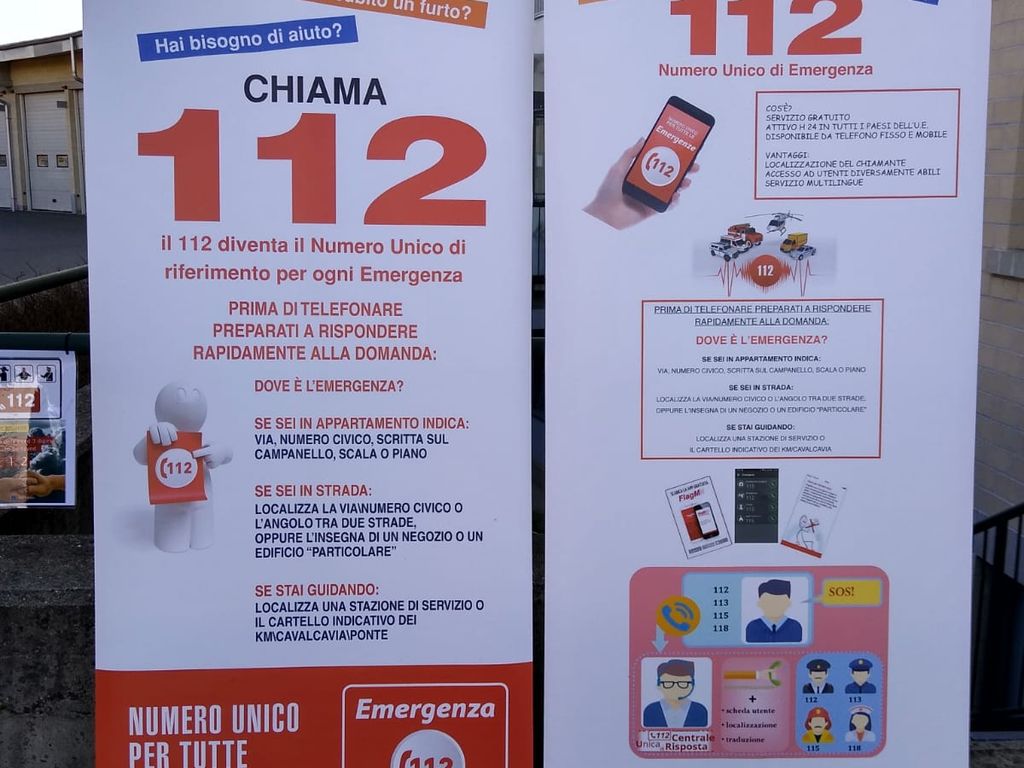 ubito un furto?
Hai bisogno di aiuto?
CHIAMA
112
il 112 diventa il Numero Unico di
riferimento per ogni Emergenza
PRIMA DI TELEFONARE
PREPARATI A RISPONDERE
RAPIDAMENTE ALLA DOMANDA:
DOVE È L'EMERGENZA?
SE SEI IN APPARTAMENTO INDICA:
VIA, NUMERO CIVICO, SCRITTA SUL
CAMPANELLO, SCALA O PIANO
112
SE SEI IN STRADA:
LOCALIZZA LA VIA\NUMERO CIVICO O
L'ANGOLO TRA DUE STRADE,
OPPURE L'INSEGNA DI UN NEGOZIO O UN
EDIFICIO "PARTICOLARE"
SE STAI GUIDANDO:
LOCALIZZA UNA STAZIONE DI SERVIZIO O
IL CARTELLO INDICATIVO DEI
KM\CAVALCAVIA\PONTE
NUMERO UNICO
PER TUTTE
Emergenza
112
112
112
Numero Unico di Emergenza
COS'È?
SERVIZIO GRATUITO
ATTIVO H 24 IN TUTTI I PAESI DELL'U.E.
DISPONIBILE DA TELEFONO FISSO E MOBILE
VANTAGGI:
LOCALIZZAZIONE DEL CHIAMANTE
ACCESSO AD UTENTI DIVERSAMENTE ABILI
SERVIZIO MULTILINGUE
NUMERO UNICO
PER TUTTE LE
Emergenze
112
112
PRIMA DI TELEFONARE PREPARATI A RISPONDERE
RAPIDAMENTE ALLA DOMANDA:
DOVE È L'EMERGENZA?
SE SEI IN APPARTAMENTO INDICA:
VIA, NUMERO CIVICO, SCRITTA SUL CAMPANELLO, SCALA O PIANO
SE SEI IN STRADA:
LOCALIZZA LA VIA\NUMERO CIVICO O L'ANGOLO TRA DUE STRADE,
OPPURE L'INSEGNA DI UN NEGOZIO O UN EDIFICIO "PARTICOLARE"
SE STAI GUIDANDO:
LOCALIZZA UNA STAZIONE DI SERVIZIO O
IL CARTELLO INDICATIVO DEI KM\CAVALCAVIA
FlagMii
112
113
115
118
SOS!
+
• scheda utente
• localizzazione
• traduzione
112
113
115
118
112 Centrale
Unica Risposta